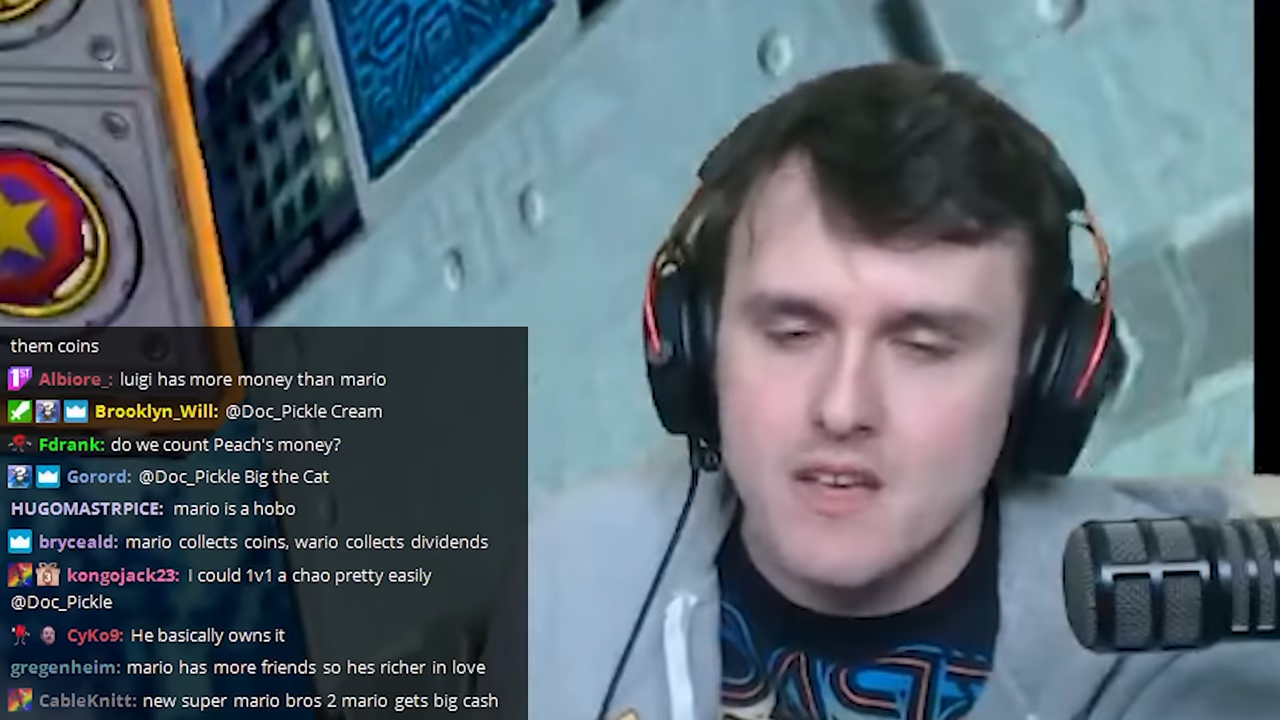 them coins
1ST Albiore_: luigi has more money than mario
Brooklyn_Will: @Doc_Pickle Cream
Fdrank: do we count Peach's money?
Gorord: @Doc_Pickle Big the Cat
HUGOMASTRPICE: mario is a hobo
bryceald: mario collects coins, wario collects dividends
3 kongojack23: I could 1v1 a chao pretty easily
@Doc_Pickle
CyKo9: He basically owns it
gregenheim: mario has more friends so hes richer in love
CableKnitt: new super mario bros 2 mario gets big cash